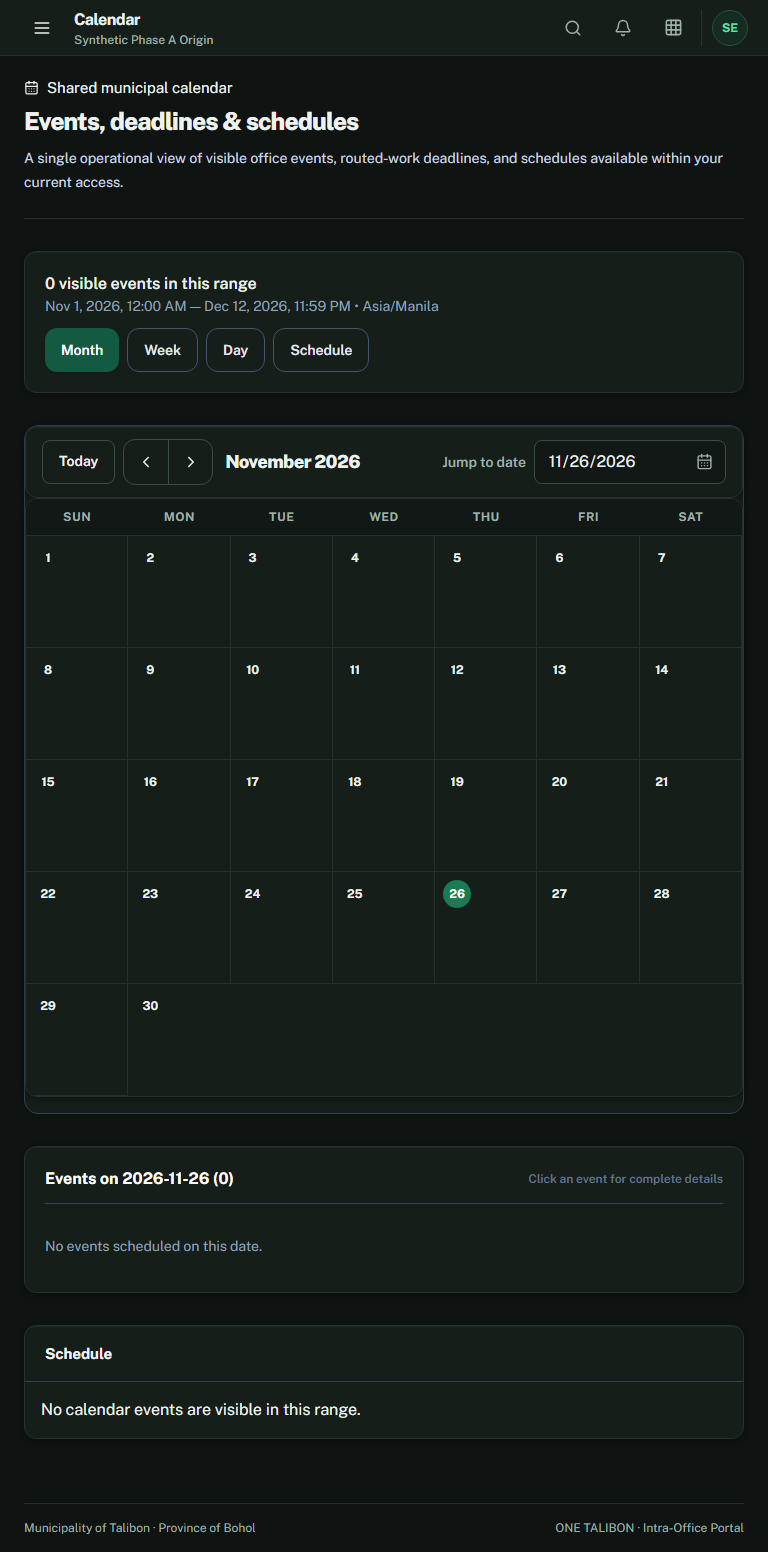 Calendar
Synthetic Phase A Origin
SE
Shared municipal calendar
Events, deadlines & schedules
A single operational view of visible office events, routed-work deadlines, and schedules available within your
current access.
0 visible events in this range
Nov 1, 2026, 12:00 AM — Dec 12, 2026, 11:59 PM • Asia/Manila
Month Week Day Schedule
Today November 2026 Jump to date 11/26/2026
SUN MON TUE WED THU FRI SAT
1 2 3 4 5 6 7
8 9 10 11 12 13 14
15 16 17 18 19 20 21
22 23 24 25 26 27 28
29 30
Events on 2026-11-26 (0) Click an event for complete details
No events scheduled on this date.
Schedule
No calendar events are visible in this range.
Municipality of Talibon · Province of Bohol ONE TALIBON · Intra-Office Portal